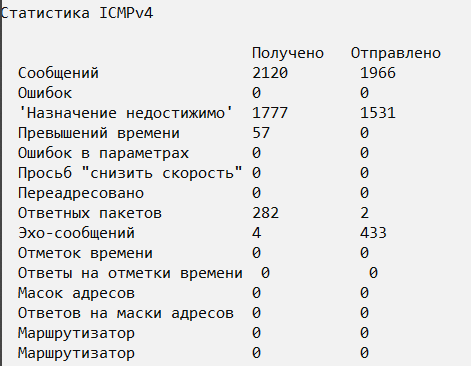 Статистика ICMPv4
Получено Отправлено
Сообщений 2120 1966
Ошибок 0 0
'Назначение недостижимо' 1777 1531
Превышений времени 57 0
Ошибок в параметрах 0 0
Просьб "снизить скорость" 0 0
Переадресовано 0 0
Ответных пакетов 282 2
Эхо-сообщений 4 433
Отметок времени 0 0
Ответы на отметки времени 0 0
Масок адресов 0 0
Ответов на маски адресов 0 0
Маршрутизатор 0 0
Маршрутизатор 0 0